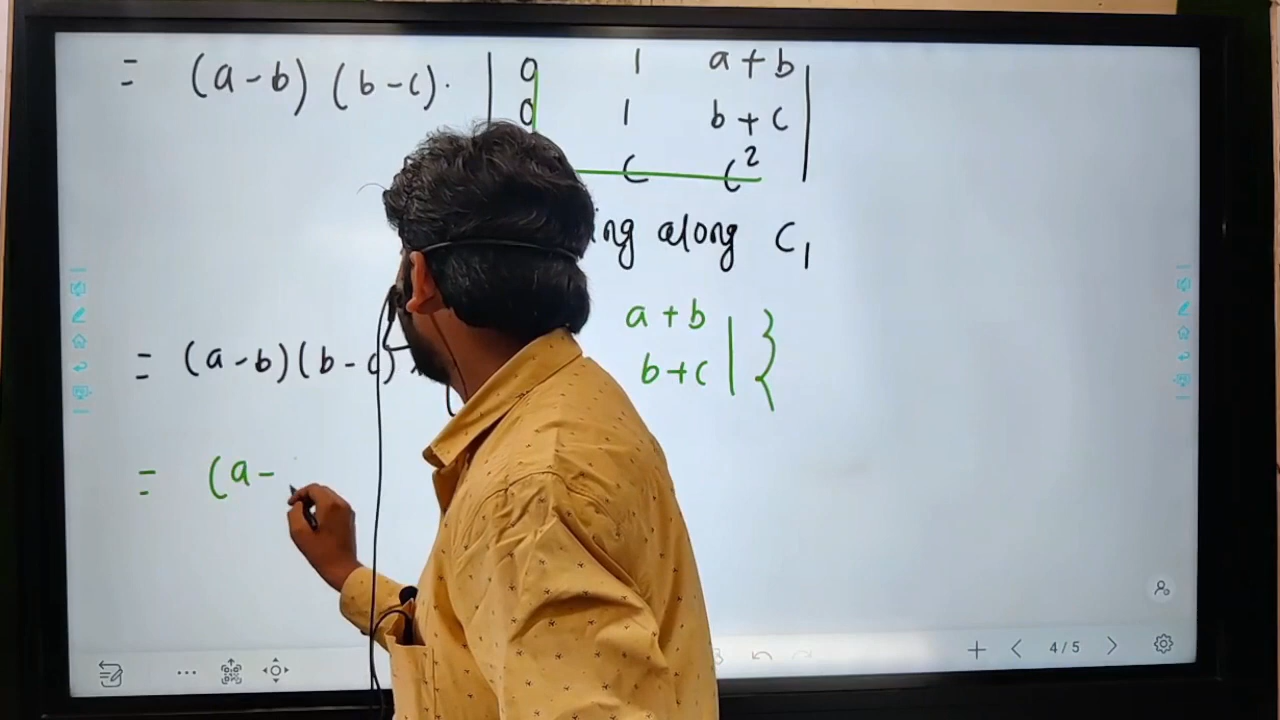 = (a-b) (b-c). | 0 1 a+b |
0 1 b+c
c c²
ing along C₁
a+b
= (a-b)(b-c) b+c | }
= (a-
4/5